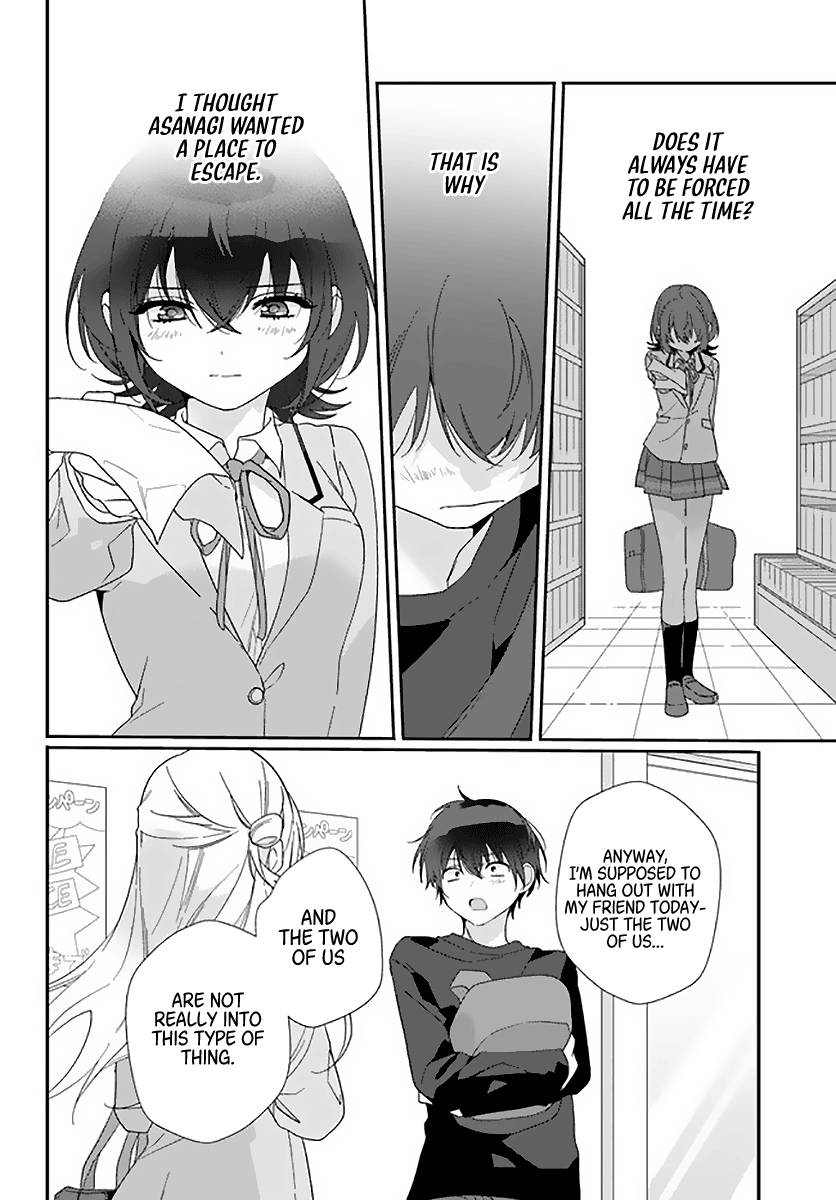 DOES IT
ALWAYS HAVE
TO BE FORCED
ALL THE TIME?
THAT IS
WHY
I THOUGHT
ASANAGI WANTED
A PLACE TO
ESCAPE.
ANYWAY,
I'M SUPPOSED TO
HANG OUT WITH
MY FRIEND TODAY-
JUST THE TWO
OF US...
AND
THE TWO
OF US
ARE NOT
REALLY INTO
THIS TYPE OF
THING.